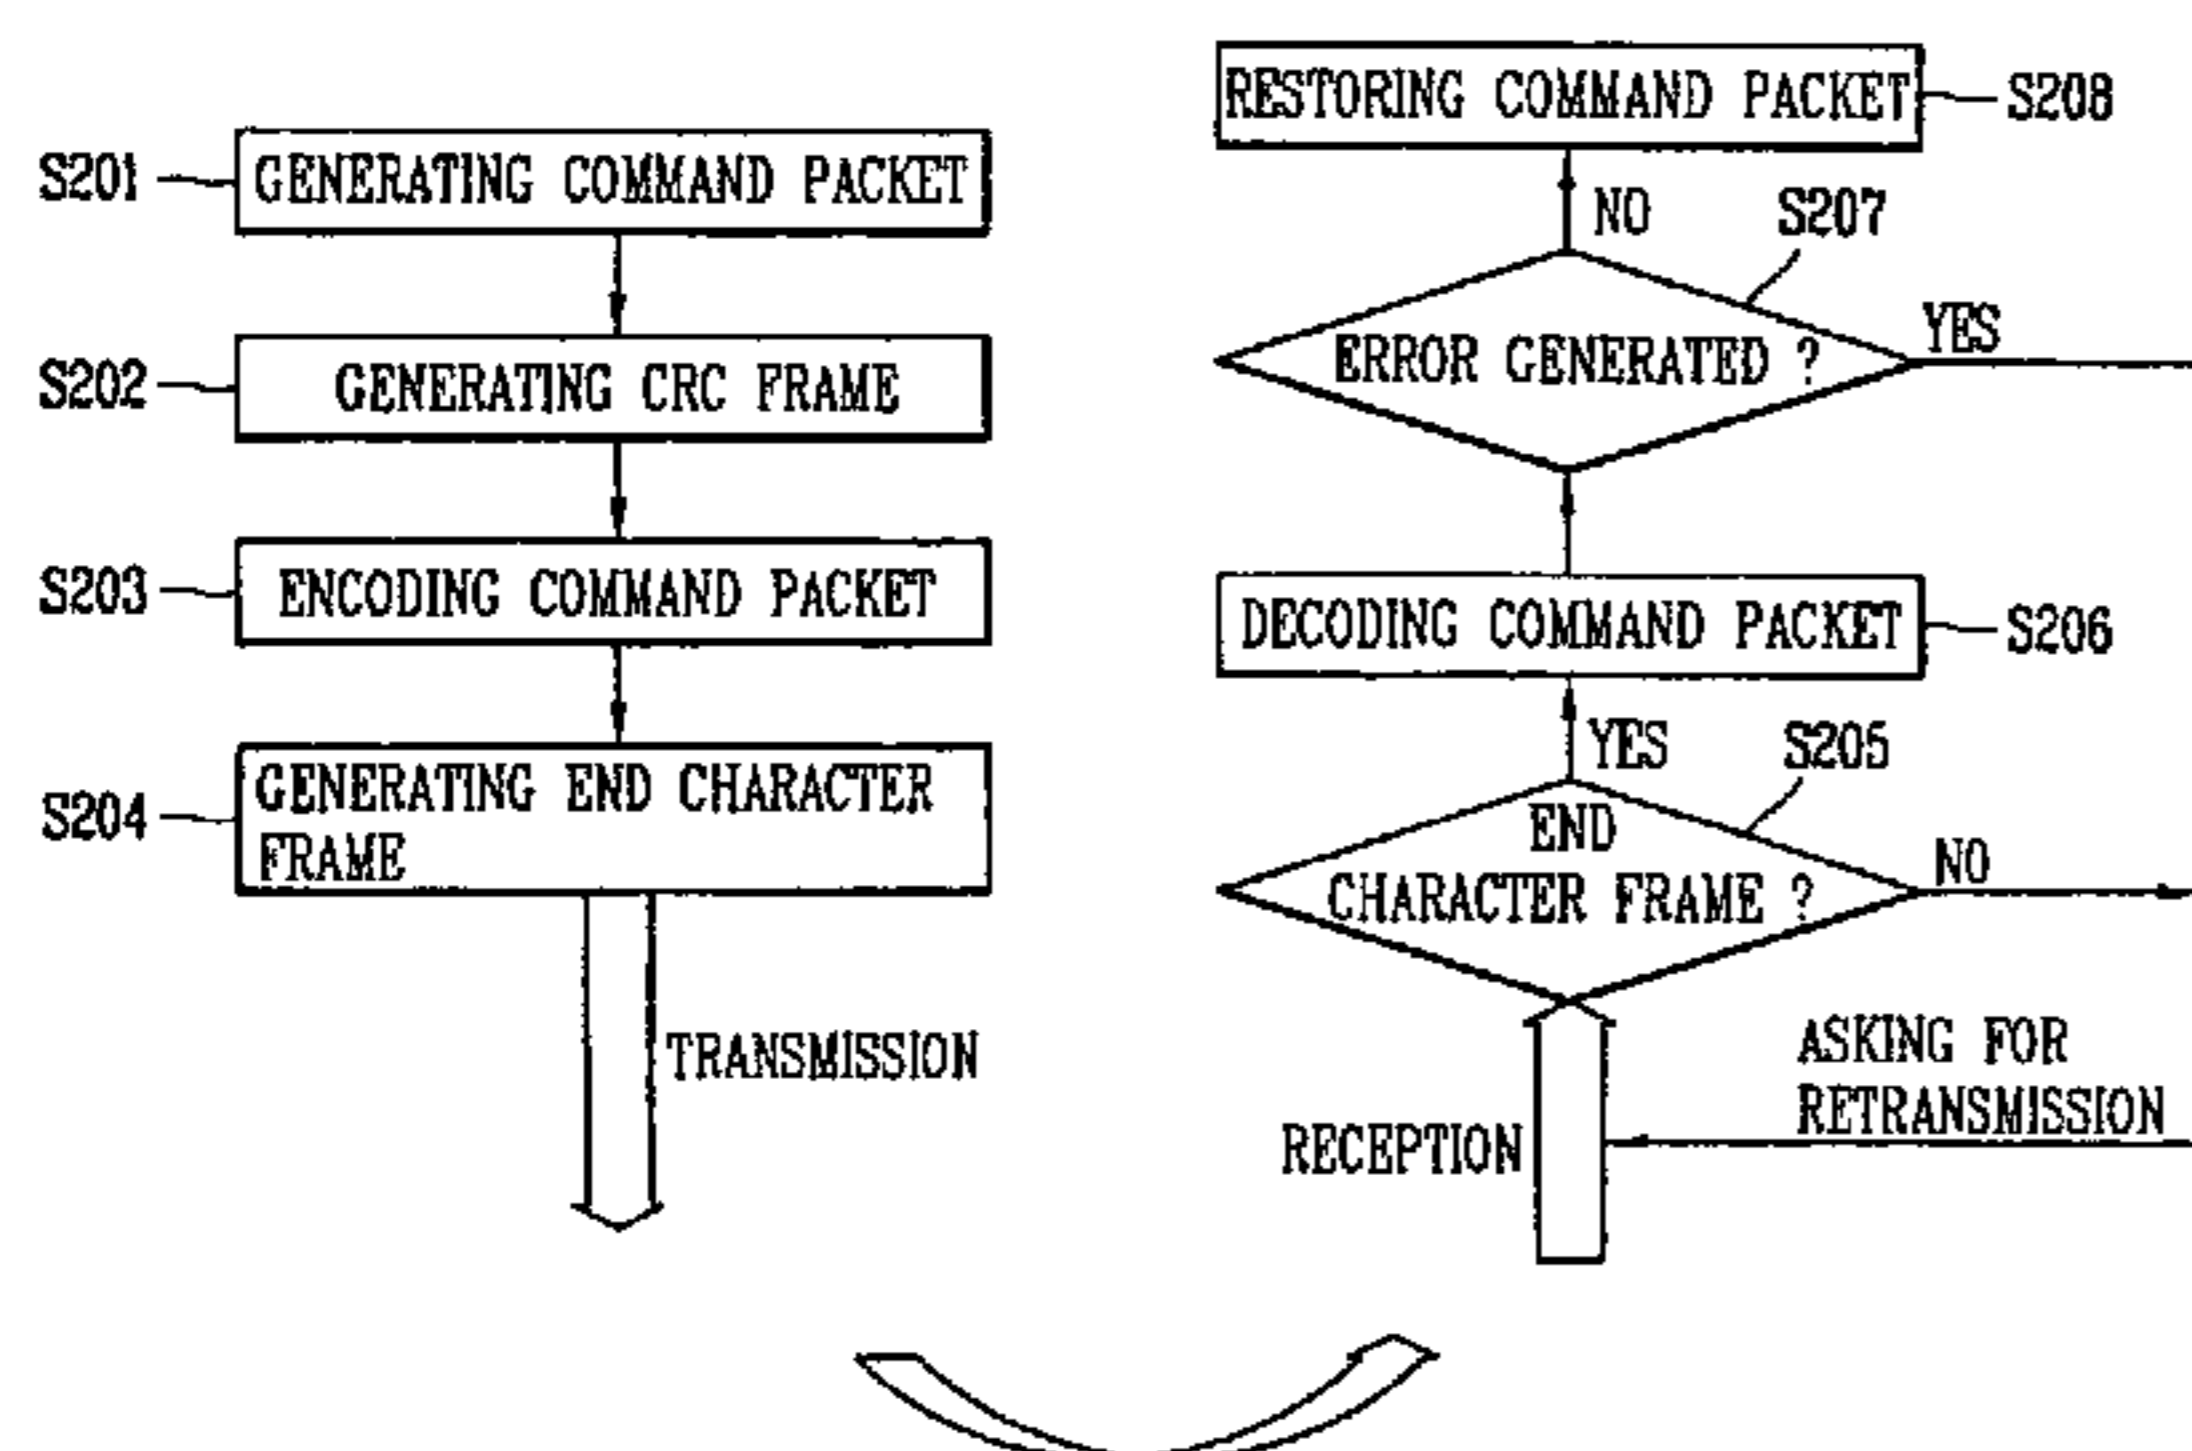 S201
GENERATING COMMAND PACKET
S202
GENERATING CRC FRAME
S203
ENCODING COMMAND PACKET
S204
GENERATING END CHARACTER
FRAME
TRANSMISSION
RESTORING COMMAND PACKET
S208
NO
S207
ERROR GENERATED ?
YES
DECODING COMMAND PACKET
S206
YES
S205
END
CHARACTER FRAME ?
NO
ASKING FOR
RETRANSMISSION
RECEPTION